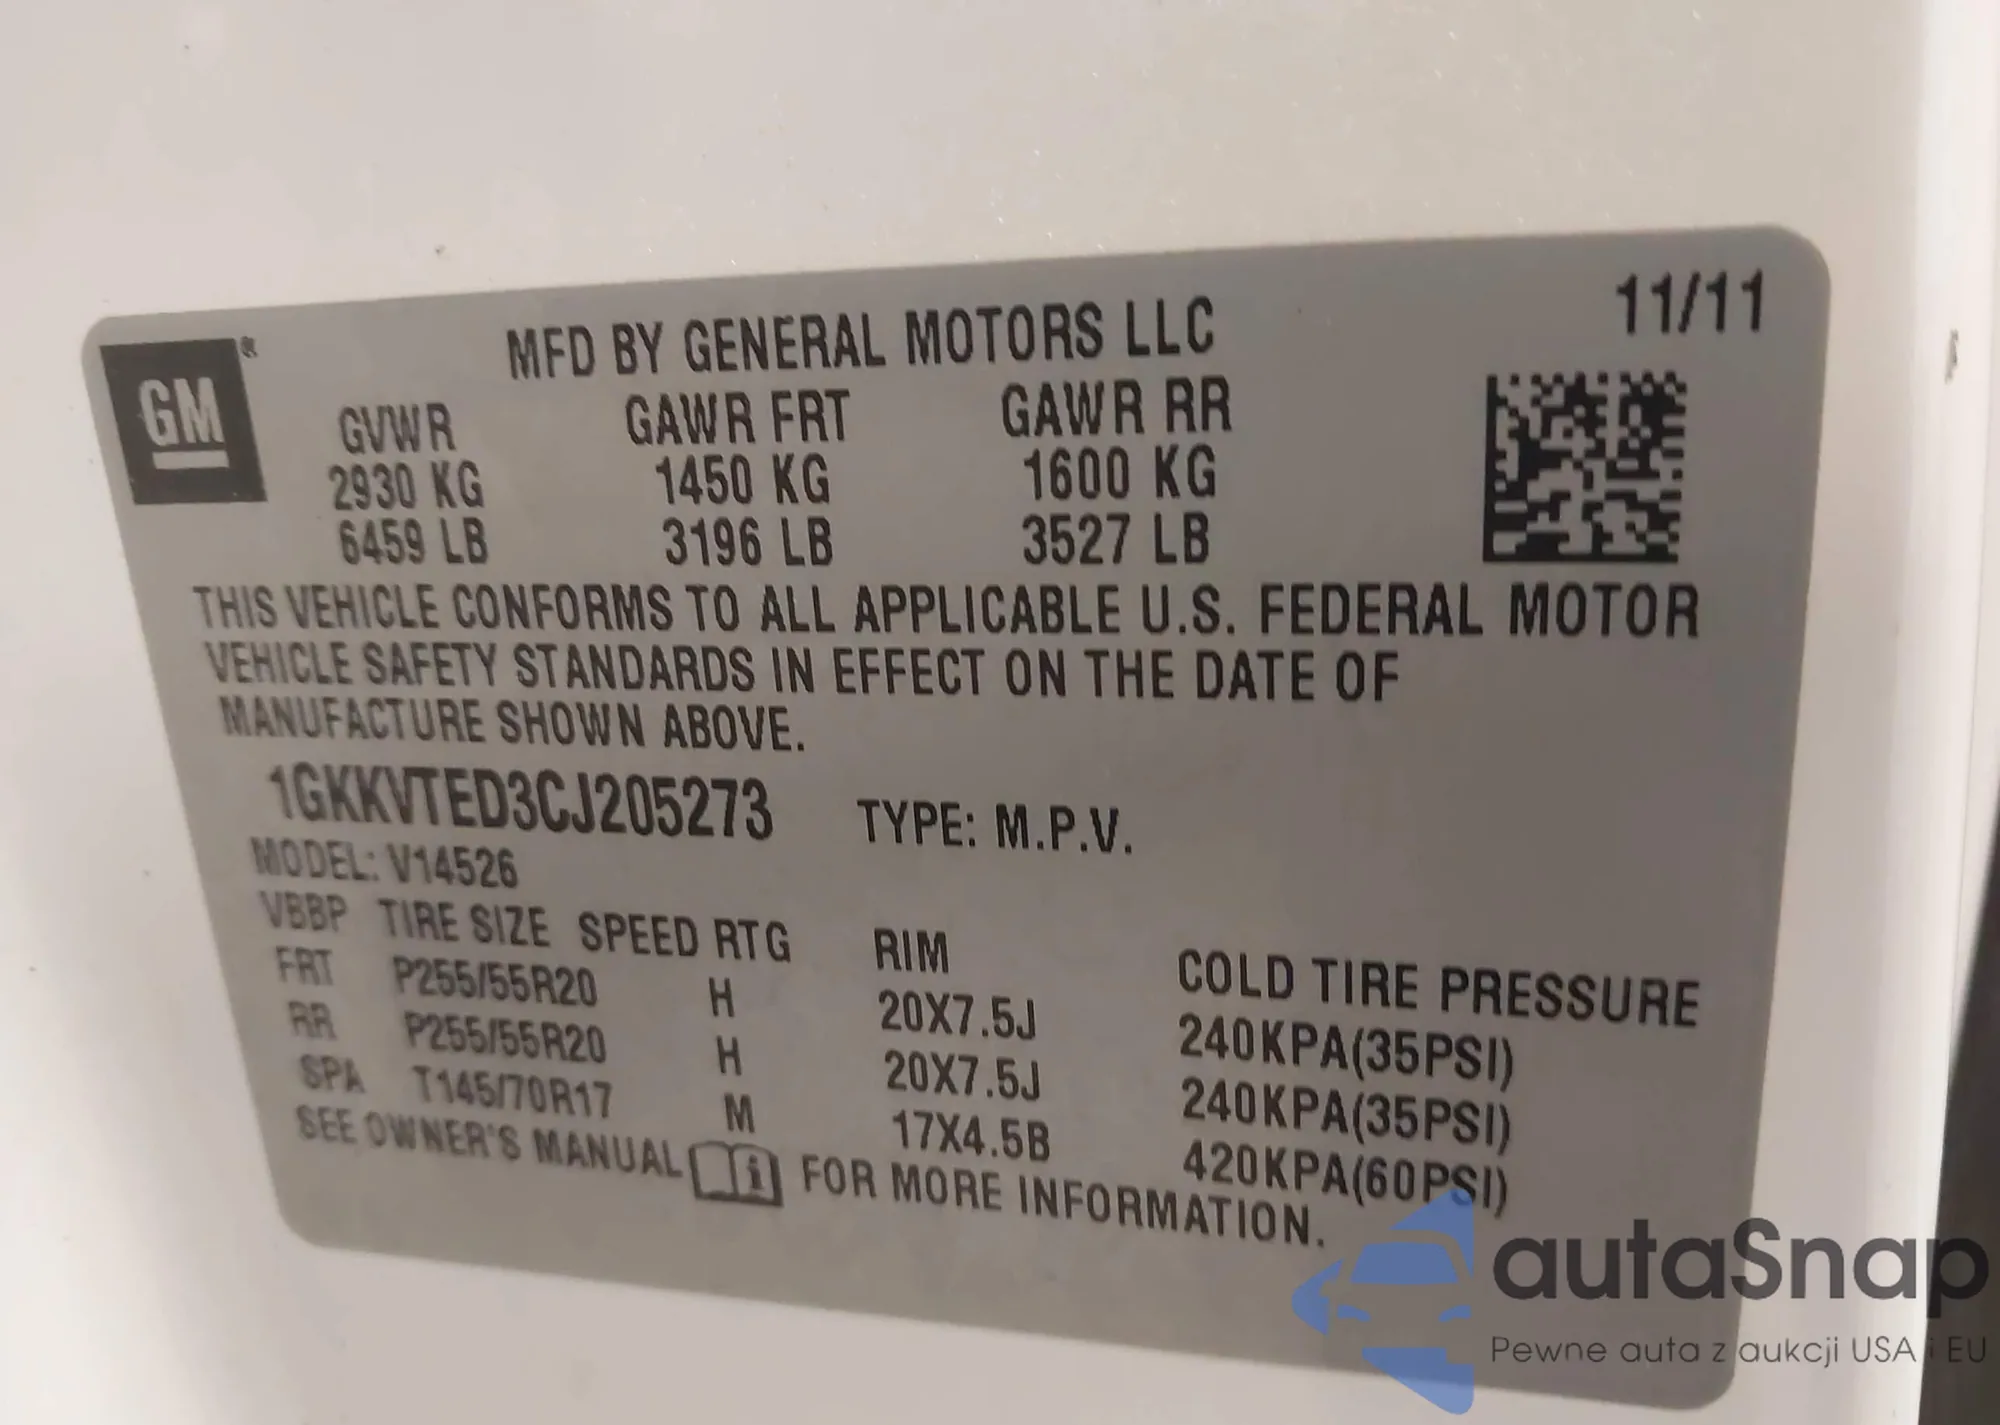 11/11
GM®
MFD BY GENERAL MOTORS LLC
GVWR GAWR FRT GAWR RR
2930 KG 1450 KG 1600 KG
6459 LB 3196 LB 3527 LB
THIS VEHICLE CONFORMS TO ALL APPLICABLE U.S. FEDERAL MOTOR
VEHICLE SAFETY STANDARDS IN EFFECT ON THE DATE OF
MANUFACTURE SHOWN ABOVE.
1GKKVTED3CJ205273 TYPE: M.P.V.
MODEL: V14526
VBBP TIRE SIZE SPEED RTG RIM COLD TIRE PRESSURE
FRT P255/55R20 H 20X7.5J 240KPA(35PSI)
RR P255/55R20 H 20X7.5J 240KPA(35PSI)
SPA T145/70R17 M 17X4.5B 420KPA(60PSI)
SEE OWNER'S MANUAL i FOR MORE INFORMATION.
autaSnap
Pewne auta z aukcji USA i EU